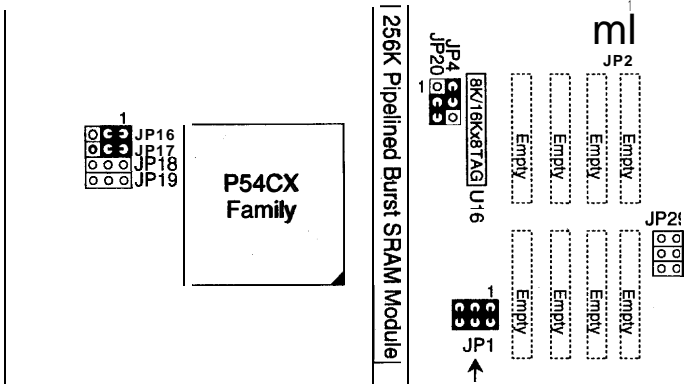 1
JP16
JP17
JP18
JP19
P54CX
Family
256K Pipelined Burst SRAM Module
JP20
JP4
1
8K/16Kx8TAG
U16
ml
JP2
Empty
Empty
Empty
Empty
JP29
Empty
Empty
Empty
Empty
1
JP1